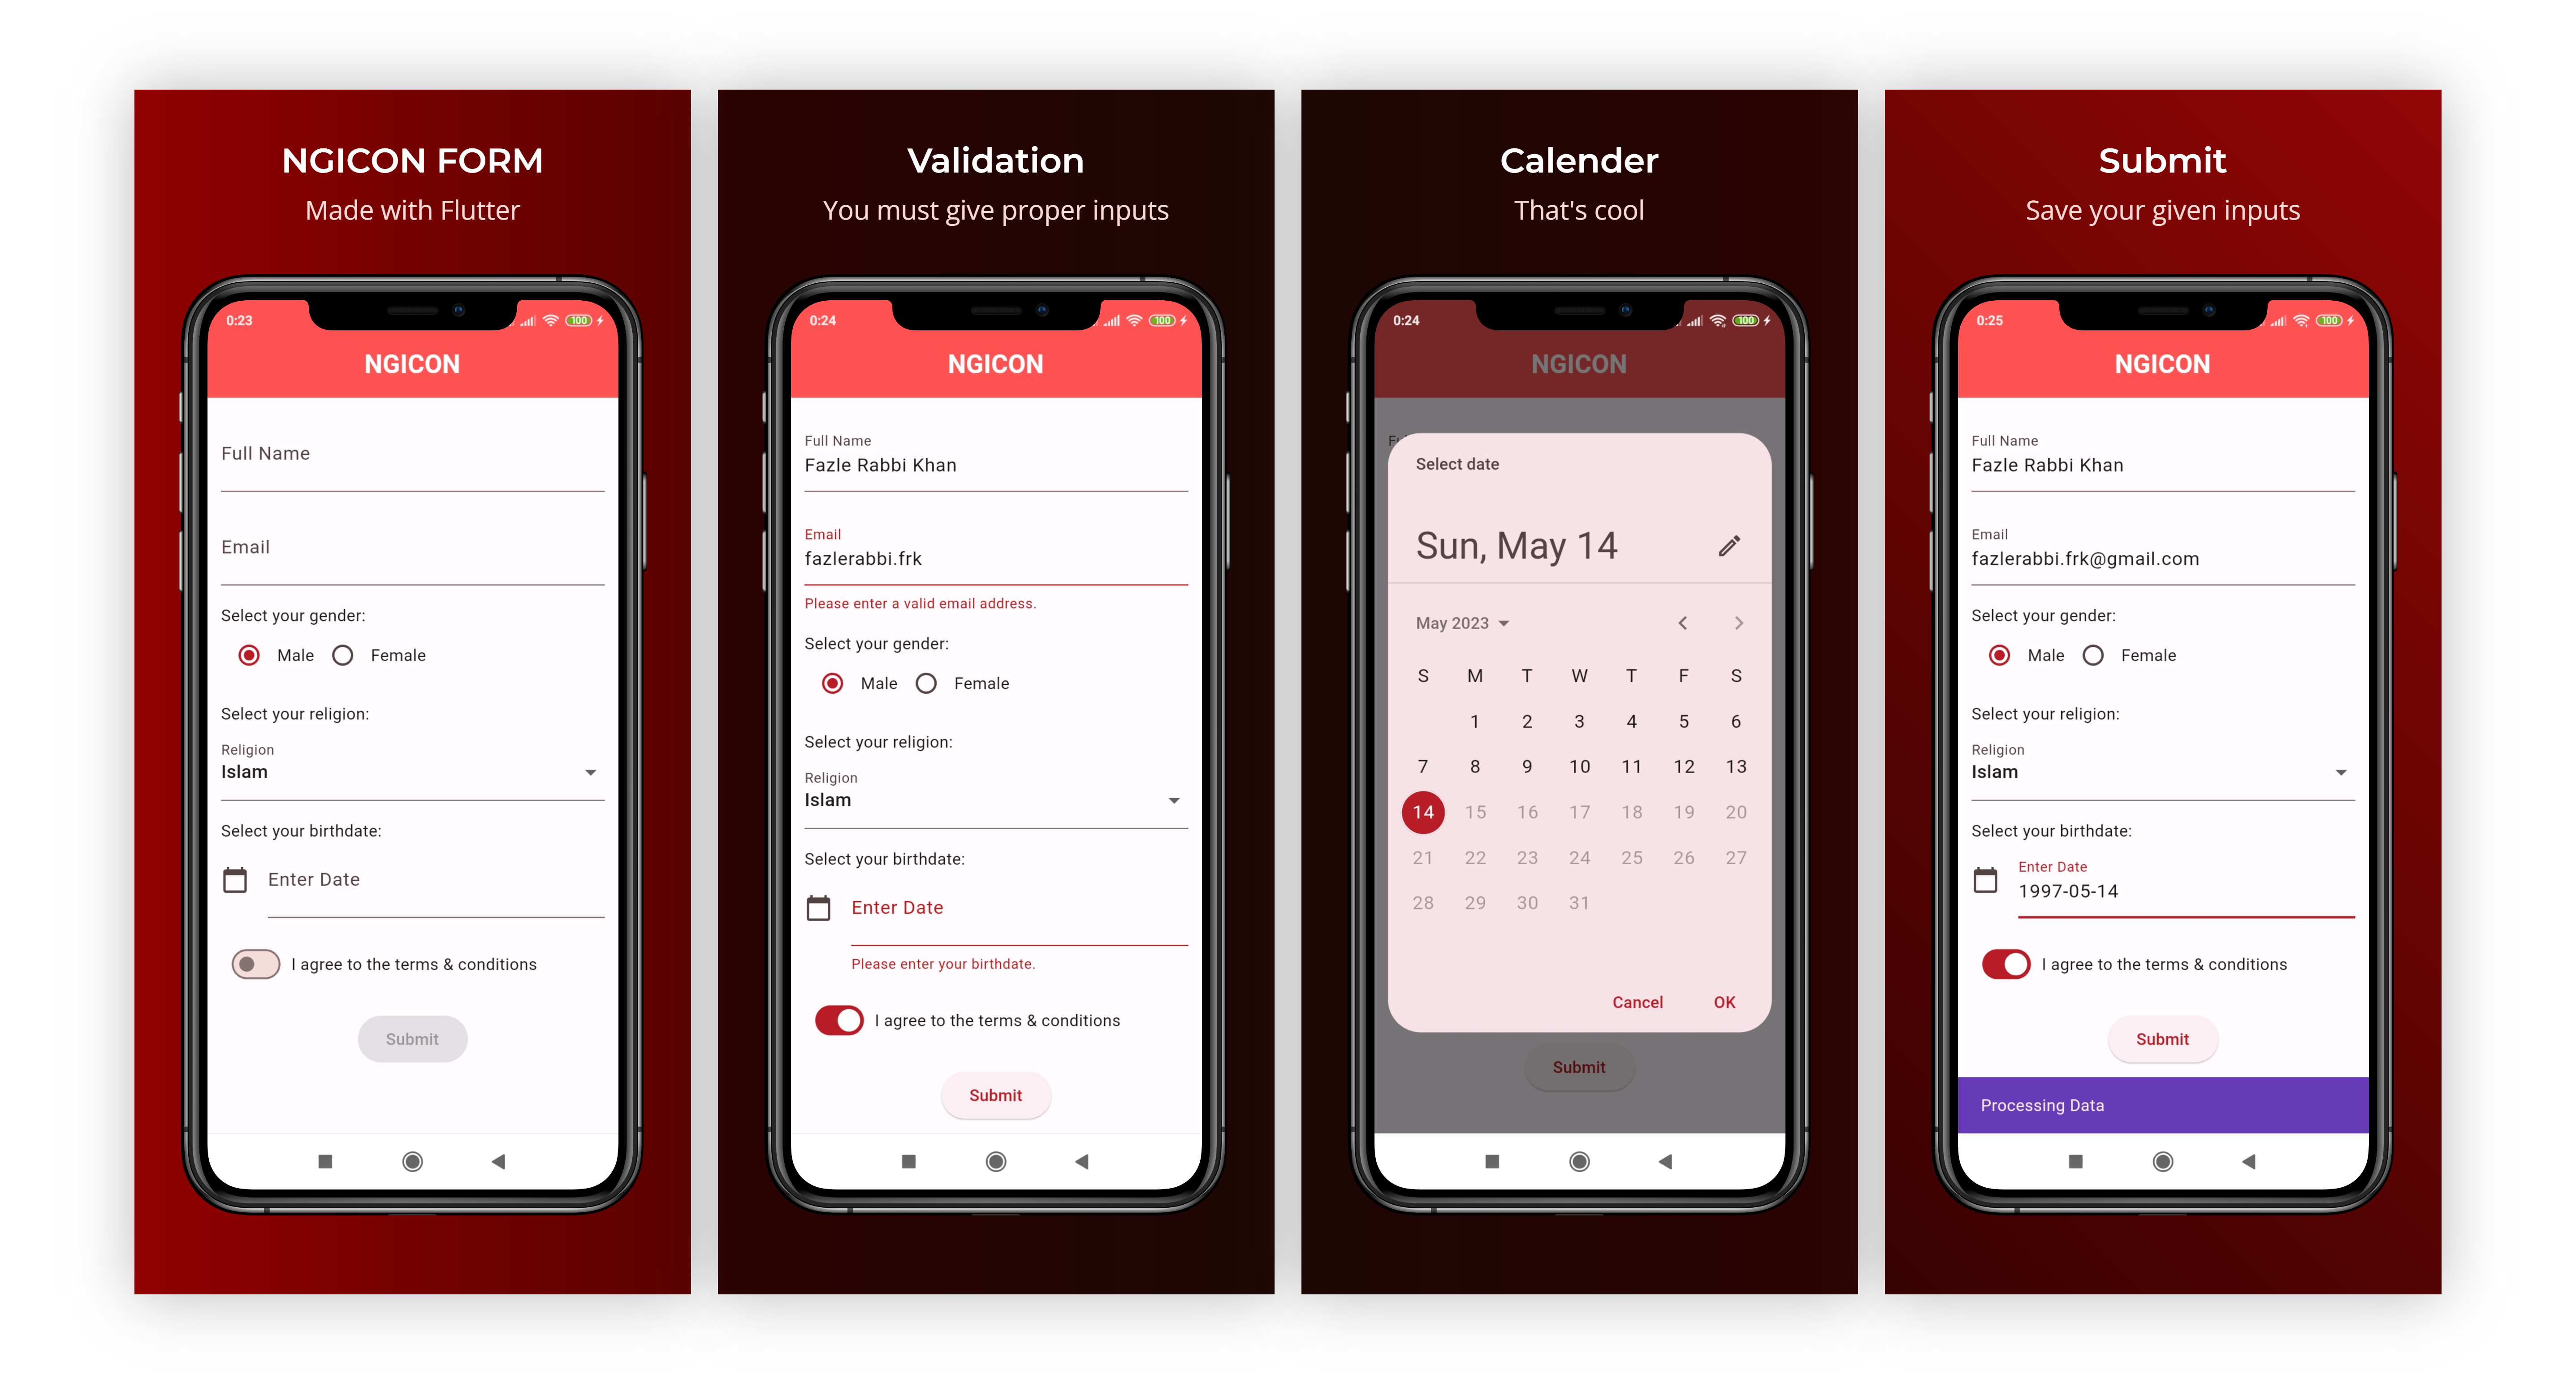 NGICON FORM
Made with Flutter
0:23
100
NGICON
Full Name
Email
Select your gender:
Male Female
Select your religion:
Religion
Islam
Select your birthdate:
Enter Date
I agree to the terms & conditions
Submit
Validation
You must give proper inputs
0:24
100
NGICON
Full Name
Fazle Rabbi Khan
Email
fazlerabbi.frk
Please enter a valid email address.
Select your gender:
Male Female
Select your religion:
Religion
Islam
Select your birthdate:
Enter Date
Please enter your birthdate.
I agree to the terms & conditions
Submit
Calender
That's cool
0:24
100
NGICON
Select date
Sun, May 14
May 2023
S M T W T F S
1 2 3 4 5 6
7 8 9 10 11 12 13
14 15 16 17 18 19 20
21 22 23 24 25 26 27
28 29 30 31
Cancel OK
Submit
Submit
Save your given inputs
0:25
100
NGICON
Full Name
Fazle Rabbi Khan
Email
fazlerabbi.frk@gmail.com
Select your gender:
Male Female
Select your religion:
Religion
Islam
Select your birthdate:
Enter Date
1997-05-14
I agree to the terms & conditions
Submit
Processing Data